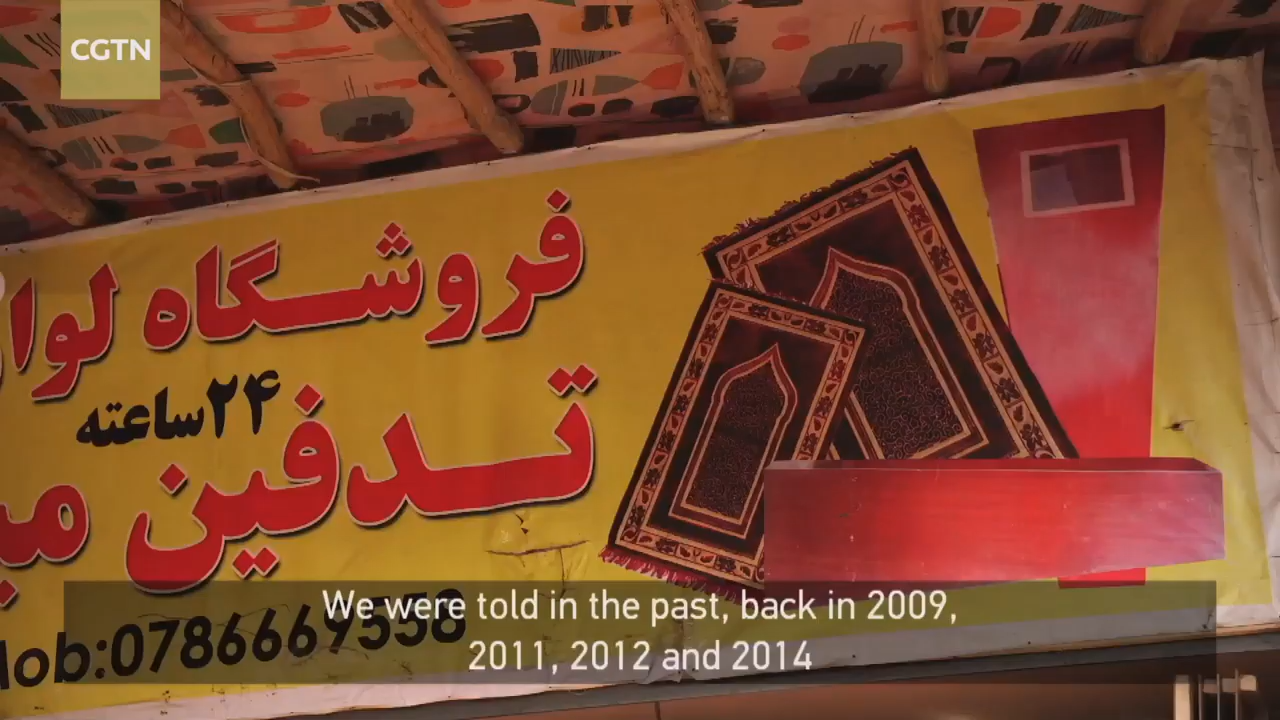 CGTN
فروشگاه
۲۴ساعته
تدفین
Mob:0786669558
We were told in the past, back in 2009,
2011, 2012 and 2014